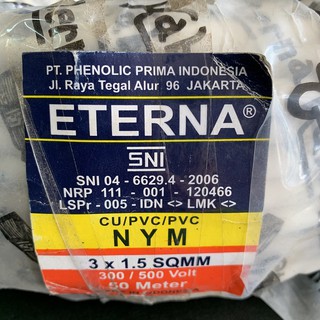 PT. PHENOLIC PRIMA INDONESIA
Jl. Raya Tegal Alur 96 JAKARTA
ETERNA®
SNI
SNI 04 - 6629.4 - 2006
NRP 111 - 001 - 120466
LSPr - 005 - IDN <> LMK <>
CU/PVC/PVC
NYM
3 x 1.5 SQMM
300 / 500 Volt
50 Meter